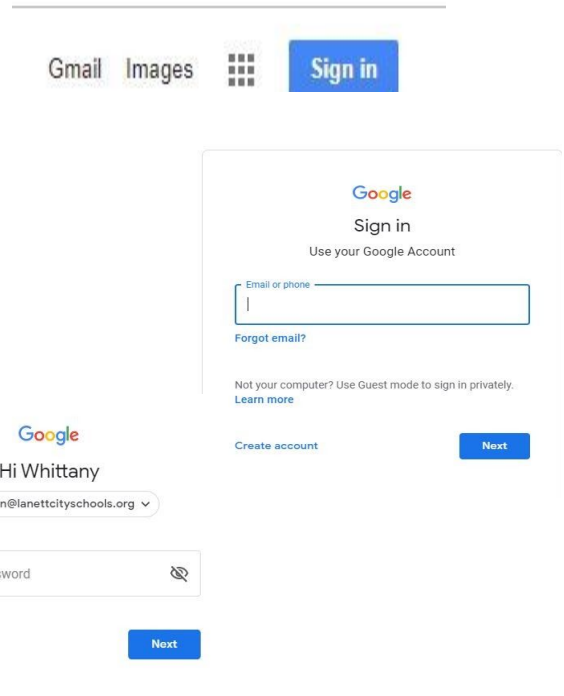 Gmail Images Sign in
Google
Sign in
Use your Google Account
Email or phone
Forgot email?
Not your computer? Use Guest mode to sign in privately.
Learn more
Create account Next
Google
Hi Whittany
n@lanettcityschools.org
sword
Next